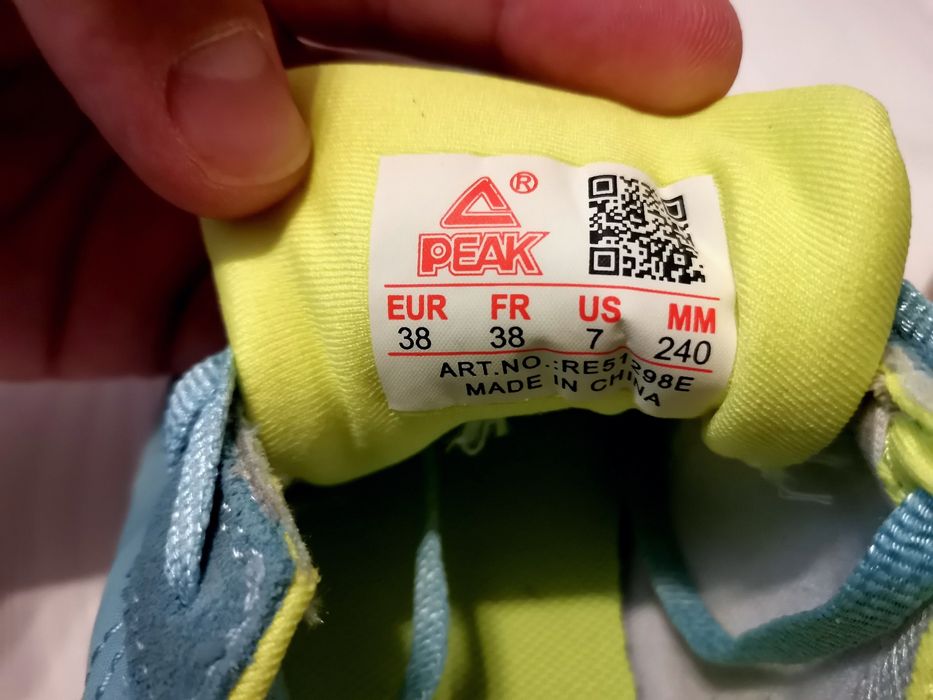 ®
PEAK
EUR FR US MM
38 38 7 240
ART.NO.:RE51298E
MADE IN CHINA